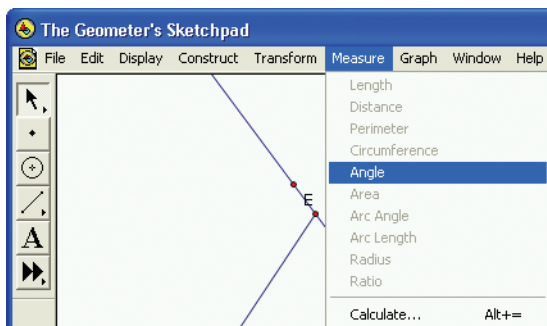 The Geometer's Sketchpad
File Edit Display Construct Transform Measure Graph Window Help
Length
Distance
Perimeter
Circumference
Angle
Area
Arc Angle
Arc Length
Radius
Ratio
Calculate... Alt+=
E
A